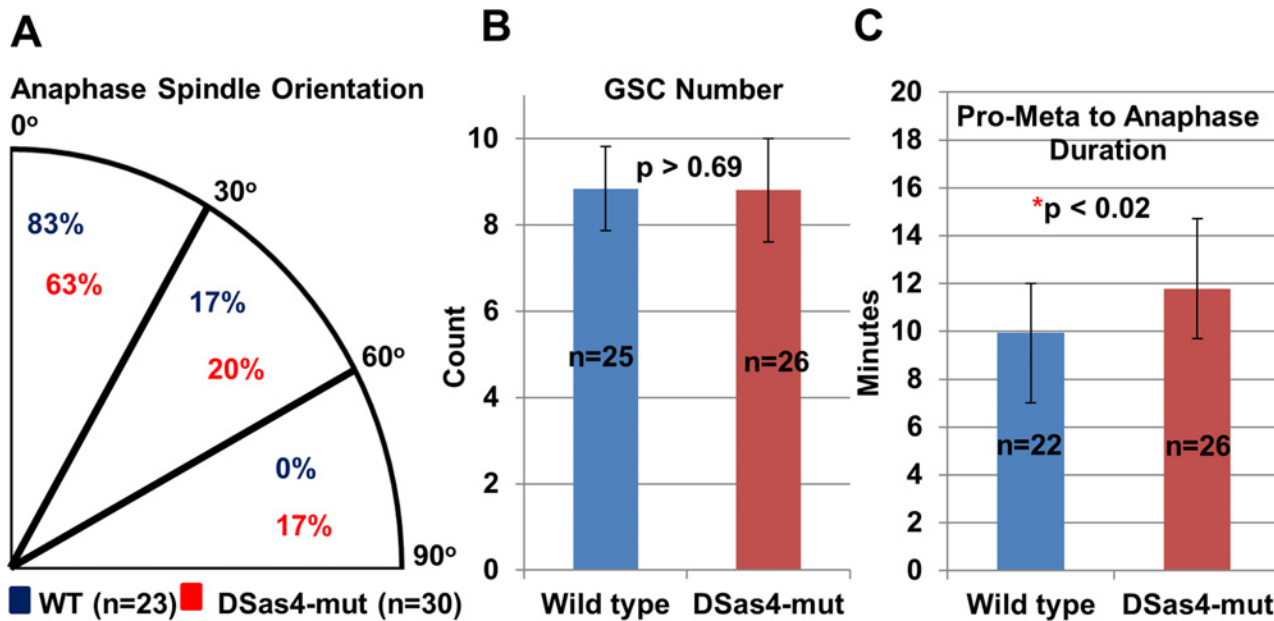 A
Anaphase Spindle Orientation
0°
30°
60°
90°
83%
63%
17%
20%
0%
17%
WT (n=23) DSas4-mut (n=30)
B
GSC Number
p > 0.69
Count
10
8
6
4
2
0
n=25
n=26
Wild type DSas4-mut
C
Pro-Meta to Anaphase
Duration
*p < 0.02
Minutes
20
18
16
14
12
10
8
6
4
2
0
n=22
n=26
Wild type DSas4-mut